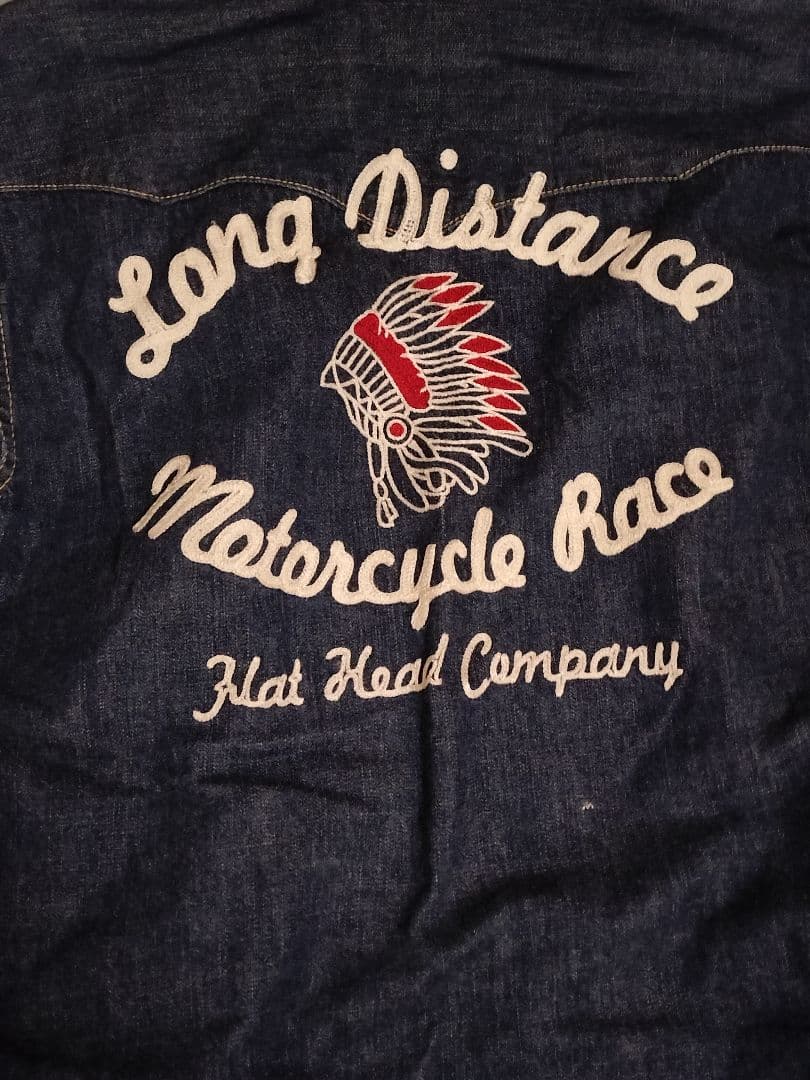 Long Distance
Motorcycle Race
Flat Head Company